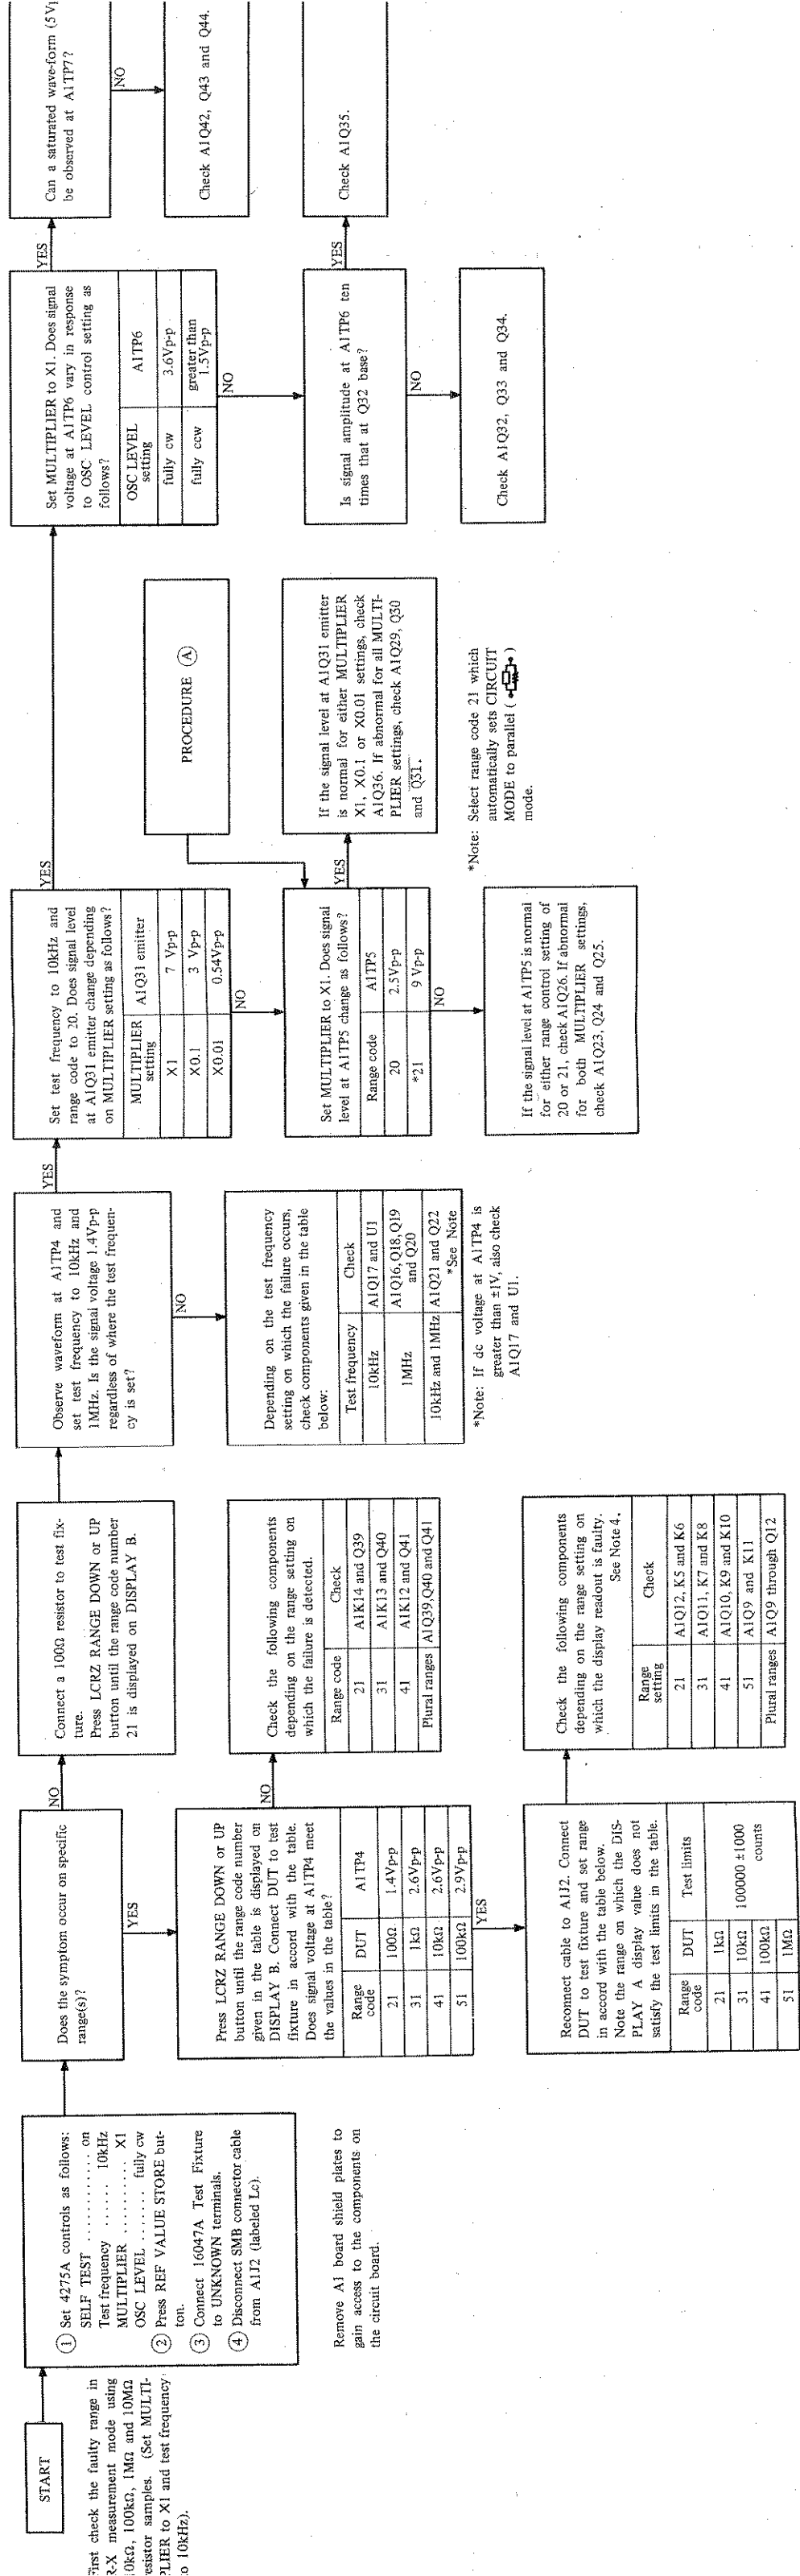 START
First check the faulty range in
R-X measurement mode using
10kΩ, 100kΩ, 1MΩ and 10MΩ
resistor samples. (Set MULTI-
PLIER to X1 and test frequency
to 10kHz).
1 Set 4275A controls as follows:
SELF TEST ............ on
Test frequency ...... 10kHz
MULTIPLIER .......... X1
OSC LEVEL ....... fully cw
2 Press REF VALUE STORE but-
ton.
3 Connect 16047A Test Fixture
to UNKNOWN terminals.
4 Disconnect SMB connector cable
from A1J2 (labeled Lc).
Remove A1 board shield plates to
gain access to the components on
the circuit board.
Does the symptom occur on specific
range(s)?
NO
YES
Press LCRZ RANGE DOWN or UP
button until the range code number
given in the table is displayed on
DISPLAY B. Connect DUT to test
fixture in accord with the table.
Does signal voltage at A1TP4 meet
the values in the table?
Range code DUT A1TP4
21 100Ω 1.4Vp-p
31 1kΩ 2.6Vp-p
41 10kΩ 2.6Vp-p
51 100kΩ 2.9Vp-p
NO
YES
Reconnect cable to A1J2. Connect
DUT to test fixture and set range
in accord with the table below.
Note the range on which the DIS-
PLAY A display value does not
satisfy the test limits in the table.
Range code DUT Test limits
21 1kΩ
31 10kΩ 100000 ±1000
41 100kΩ counts
51 1MΩ
Connect a 100Ω resistor to test fix-
ture.
Press LCRZ RANGE DOWN or UP
button until the range code number
21 is displayed on DISPLAY B.
Check the following components
depending on the range setting on
which the failure is detected.
Range code Check
21 A1K14 and Q39
31 A1K13 and Q40
41 A1K12 and Q41
Plural ranges A1Q39,Q40 and Q41
Check the following components
depending on the range setting on
which the display readout is faulty.
See Note 4.
Range setting Check
21 A1Q12, K5 and K6
31 A1Q11, K7 and K8
41 A1Q10, K9 and K10
51 A1Q9 and K11
Plural ranges A1Q9 through Q12
Observe waveform at A1TP4 and
set test frequency to 10kHz and
1MHz. Is the signal voltage 1.4Vp-p
regardless of where the test frequen-
cy is set?
YES
NO
Depending on the test frequency
setting on which the failure occurs,
check components given in the table
below:
Test frequency Check
10kHz A1Q17 and U1
1MHz A1Q16,Q18,Q19
and Q20
10kHz and 1MHz A1Q21 and Q22
*See Note
*Note: If dc voltage at A1TP4 is
greater than ±1V, also check
A1Q17 and U1.
Set test frequency to 10kHz and
range code to 20. Does signal level
at A1Q31 emitter change depending
on MULTIPLIER setting as follows?
MULTIPLIER setting A1Q31 emitter
X1 7 Vp-p
X0.1 3 Vp-p
X0.01 0.54Vp-p
YES
NO
Set MULTIPLIER to X1. Does signal
level at A1TP5 change as follows?
Range code A1TP5
20 2.5Vp-p
*21 9 Vp-p
YES
NO
If the signal level at A1TP5 is normal
for either range control setting of
20 or 21, check A1Q26. If abnormal
for both MULTIPLIER settings,
check A1Q23, Q24 and Q25.
PROCEDURE A
If the signal level at A1Q31 emitter
is normal for either MULTIPLIER
X1, X0.1 or X0.01 settings, check
A1Q36. If abnormal for all MULTI-
PLIER settings, check A1Q29, Q30
and Q31.
*Note: Select range code 21 which
automatically sets CIRCUIT
MODE to parallel ( )
mode.
Set MULTIPLIER to X1. Does signal
voltage at A1TP6 vary in response
to OSC LEVEL control setting as
follows?
OSC LEVEL setting A1TP6
fully cw 3.6Vp-p
fully ccw greater than
1.5Vp-p
YES
NO
Is signal amplitude at A1TP6 ten
times that at Q32 base?
YES
NO
Check A1Q32, Q33 and Q34.
Can a saturated wave-form (5V
be observed at A1TP7?
NO
Check A1Q42, Q43 and Q44.
Check A1Q35.